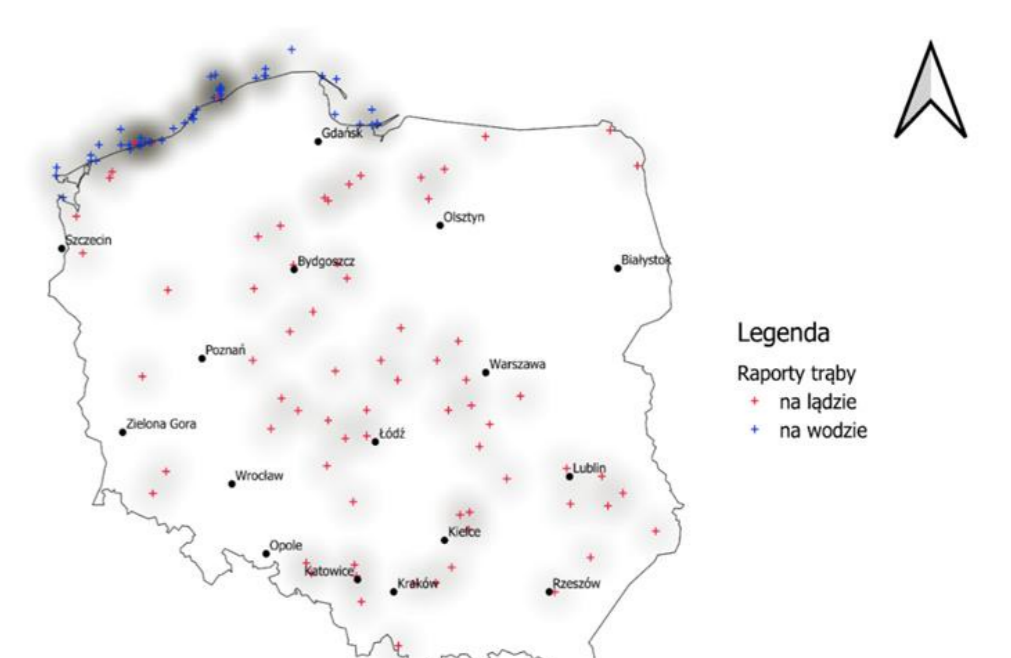 Gdańsk
Olsztyn
Szczecin
Bydgoszcz
Białystok
Legenda
Poznań
Warszawa
Raporty trąby
na lądzie
Zielona Gora
Łódź
na wodzie
Wrocław
Lublin
Kielce
Opole
Katowice
Kraków
Rzeszów